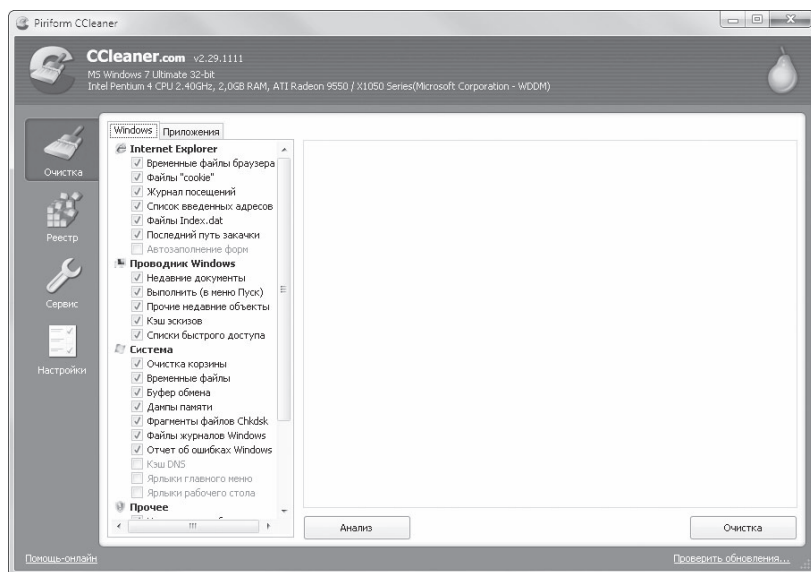 Piriform CCleaner
CCleaner.com v2.29.1111
MS Windows 7 Ultimate 32-bit
Intel Pentium 4 CPU 2.40GHz, 2,0GB RAM, ATI Radeon 9550 / X1050 Series(Microsoft Corporation - WDDM)
Очистка
Реестр
Сервис
Настройки
Windows Приложения
Internet Explorer
Временные файлы браузера
Файлы "cookie"
Журнал посещений
Список введенных адресов
Файлы Index.dat
Последний путь закачки
Автозаполнение форм
Проводник Windows
Недавние документы
Выполнить (в меню Пуск)
Прочие недавние объекты
Кэш эскизов
Списки быстрого доступа
Система
Очистка корзины
Временные файлы
Буфер обмена
Дампы памяти
Фрагменты файлов Chkdsk
Файлы журналов Windows
Отчет об ошибках Windows
Кэш DNS
Ярлыки главного меню
Ярлыки рабочего стола
Прочее
Анализ Очистка
Помощь-онлайн Проверить обновления...